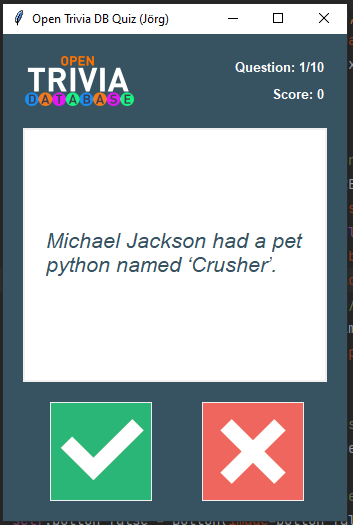 Open Trivia DB Quiz (Jörg)
OPEN
TRIVIA
DATABASE
Question: 1/10
Score: 0
Michael Jackson had a pet
python named ‘Crusher’.